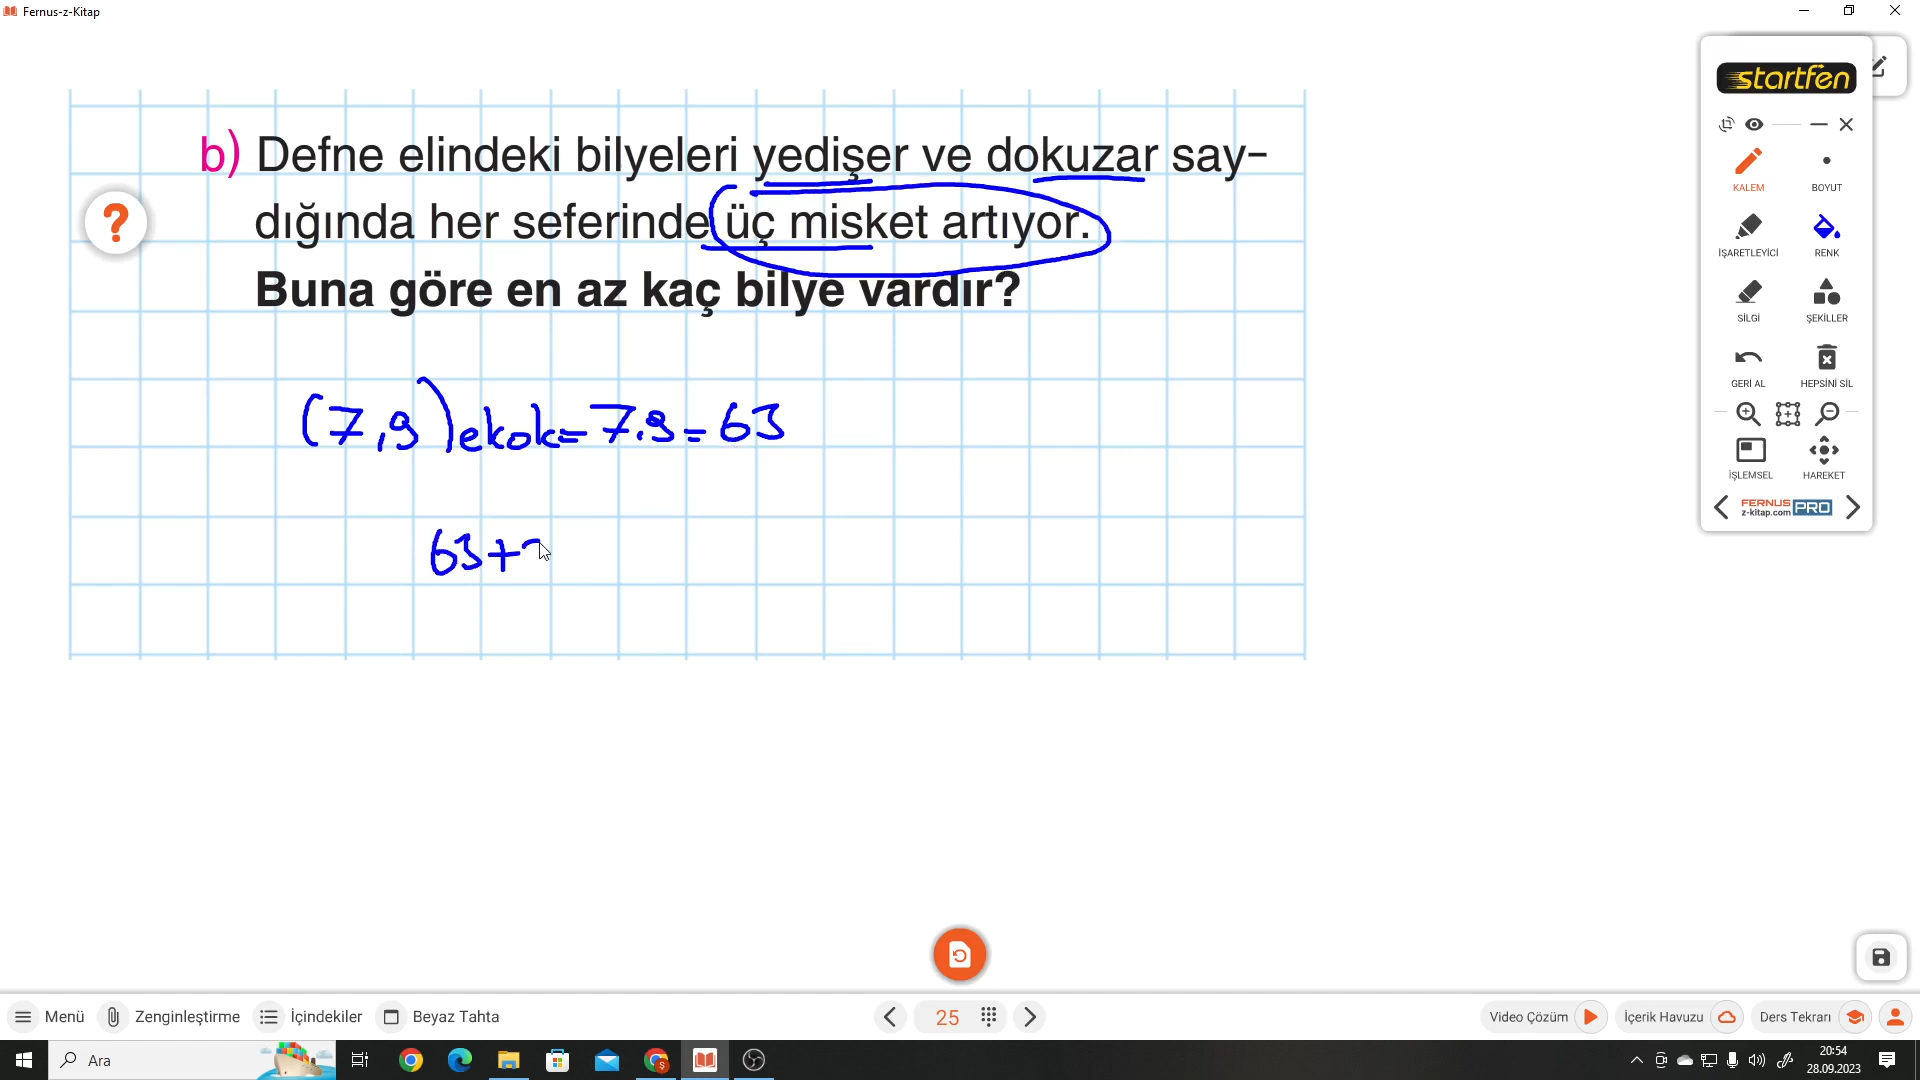 Fernus-z-Kitap
startfen
b) Defne elindeki bilyeleri yedişer ve dokuzar say-
dığında her seferinde üç misket artıyor.
Buna göre en az kaç bilye vardır?
(7,9)ekok=7.9=63
63+
KALEM BOYUT
İŞARETLEYİCİ RENK
SİLGİ ŞEKİLLER
GERİ AL HEPSİNİ SİL
İŞLEMSEL HAREKET
FERNUS z-kitap.com PRO
Menü Zenginleştirme İçindekiler Beyaz Tahta 25 Video Çözüm İçerik Havuzu Ders Tekrarı
Ara 20:54
28.09.2023